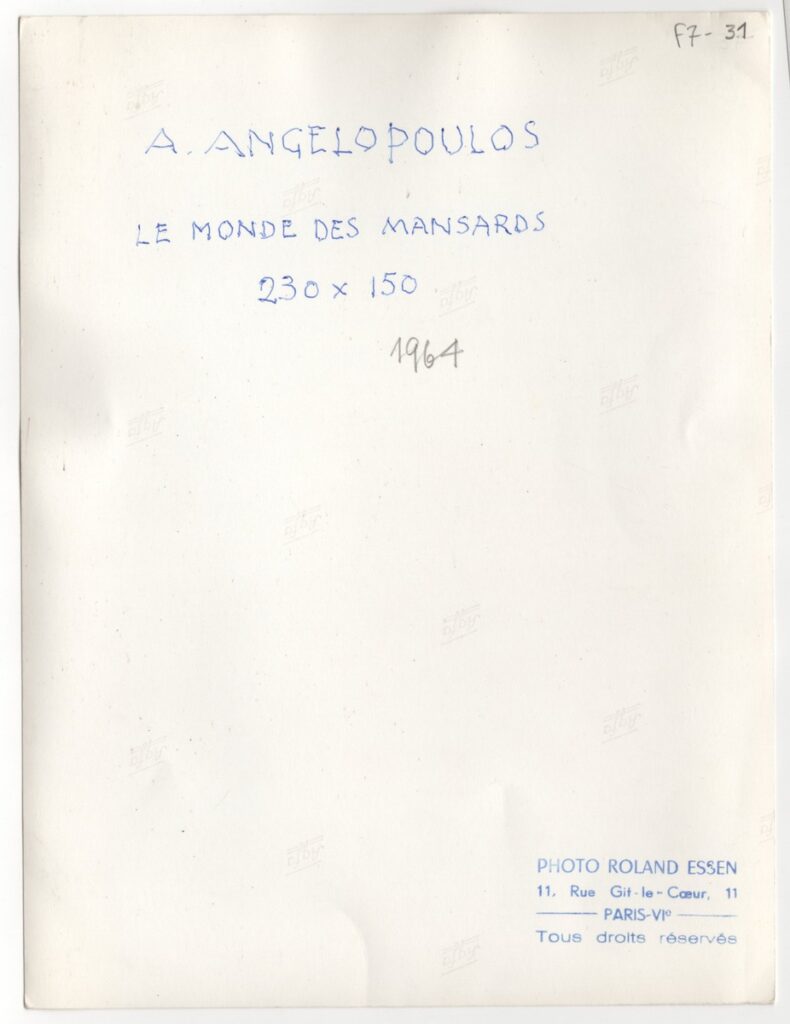 F7-31
A. ANGELOPOULOS
LE MONDE DES MANSARDS
230 x 150
1964
PHOTO ROLAND ESSEN
11, Rue Git-le-Cœur, 11
PARIS-VIe
Tous droits réservés